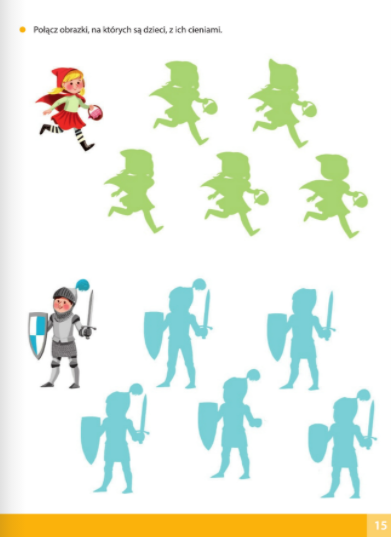 Połącz obrazki, na których są dzieci, z ich cieniami.
15